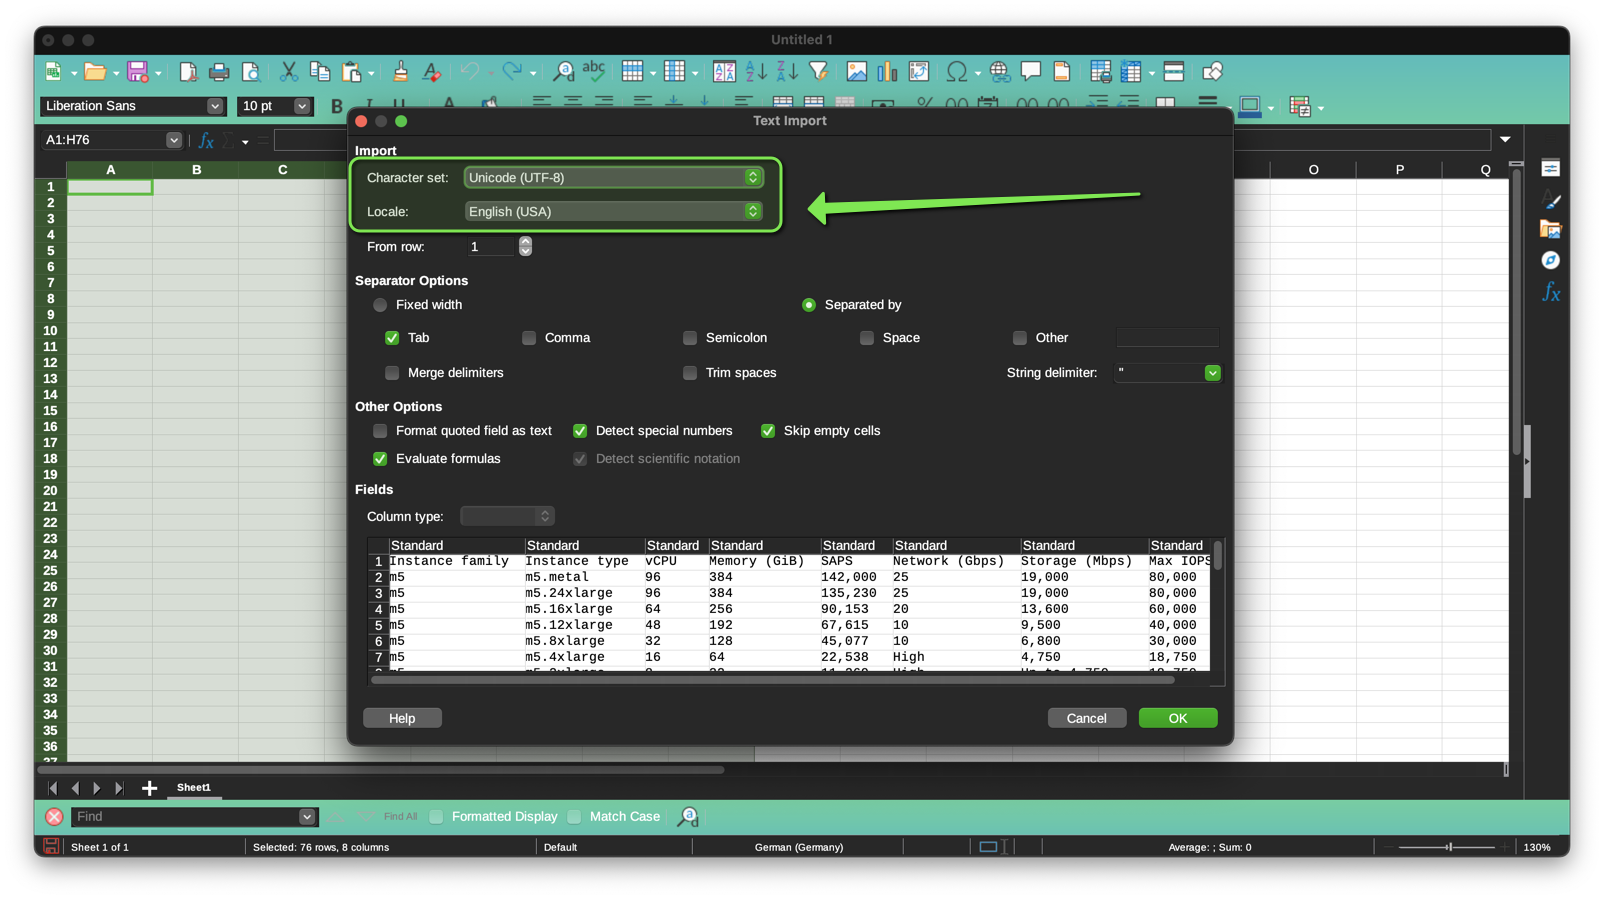 Untitled 1
Liberation Sans
10 pt
A1:H76
Text Import
Import
Character set: Unicode (UTF-8)
Locale: English (USA)
From row: 1
Separator Options
Fixed width
Separated by
Tab Comma Semicolon Space Other
Merge delimiters Trim spaces String delimiter: "
Other Options
Format quoted field as text Detect special numbers Skip empty cells
Evaluate formulas Detect scientific notation
Fields
Column type:
Standard Standard Standard Standard Standard Standard Standard Standard
1 Instance family Instance type vCPU Memory (GiB) SAPS Network (Gbps) Storage (Mbps) Max IOPS
2 m5 m5.metal 96 384 142,000 25 19,000 80,000
3 m5 m5.24xlarge 96 384 135,230 25 19,000 80,000
4 m5 m5.16xlarge 64 256 90,153 20 13,600 60,000
5 m5 m5.12xlarge 48 192 67,615 10 9,500 40,000
6 m5 m5.8xlarge 32 128 45,077 10 6,800 30,000
7 m5 m5.4xlarge 16 64 22,538 High 4,750 18,750
Help Cancel OK
A B C O P Q
1
2
3
4
5
6
7
8
9
10
11
12
13
14
15
16
17
18
19
20
21
22
23
24
25
26
27
28
29
30
31
32
33
34
35
36
37
Sheet1
Find Find All Formatted Display Match Case
Sheet 1 of 1 Selected: 76 rows, 8 columns Default German (Germany) Average: ; Sum: 0 130%